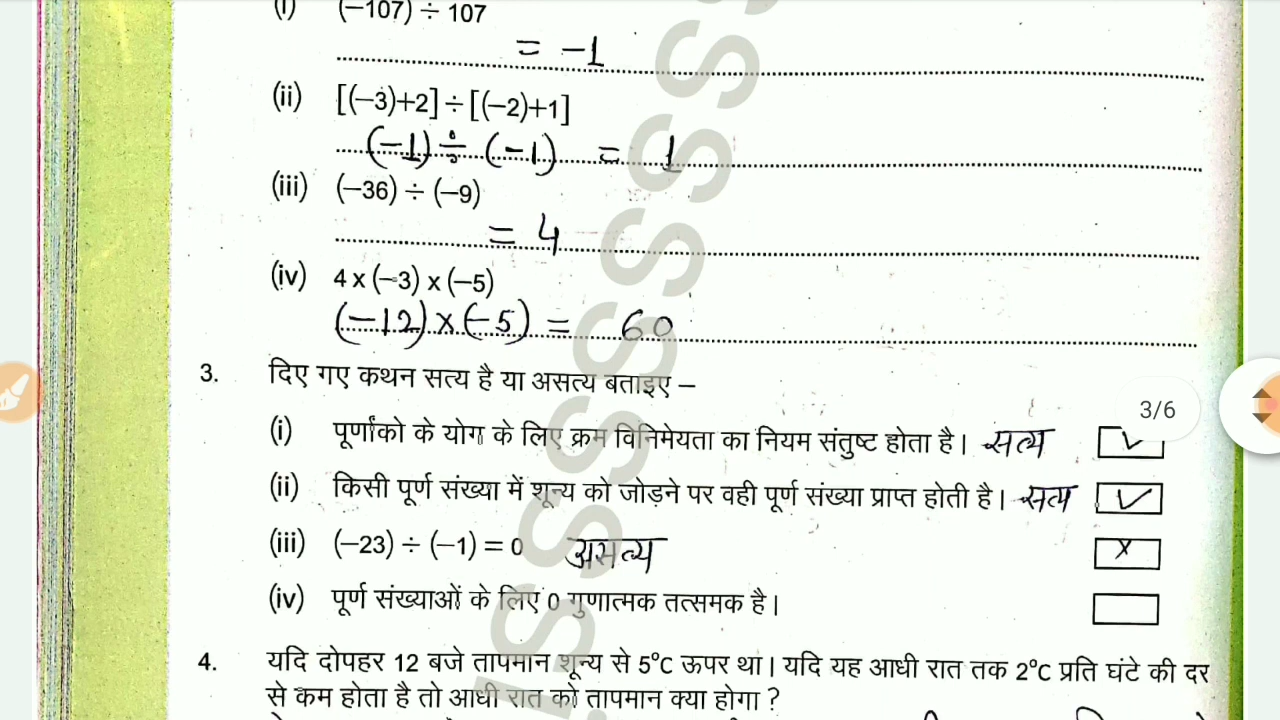 (i) (–107) ÷ 107
= –1
(ii) [(–3)+2] ÷ [(–2)+1]
(–1) ÷ (–1) = 1
(iii) (–36) ÷ (–9)
= 4
(iv) 4 x (–3) x (–5)
(–12) x (–5) = 60
3. दिए गए कथन सत्य है या असत्य बताइए –
3/6
(i) पूर्णांको के योग के लिए क्रम विनिमेयता का नियम संतुष्ट होता है। सत्य ✓
(ii) किसी पूर्ण संख्या में शून्य को जोड़ने पर वही पूर्ण संख्या प्राप्त होती है। सत्य ✓
(iii) (–23) ÷ (–1) = 0 असत्य x
(iv) पूर्ण संख्याओं के लिए 0 गुणात्मक तत्समक है।
4. यदि दोपहर 12 बजे तापमान शून्य से 5°C ऊपर था। यदि यह आधी रात तक 2°C प्रति घंटे की दर
से कम होता है तो आधी रात को तापमान क्या होगा ?